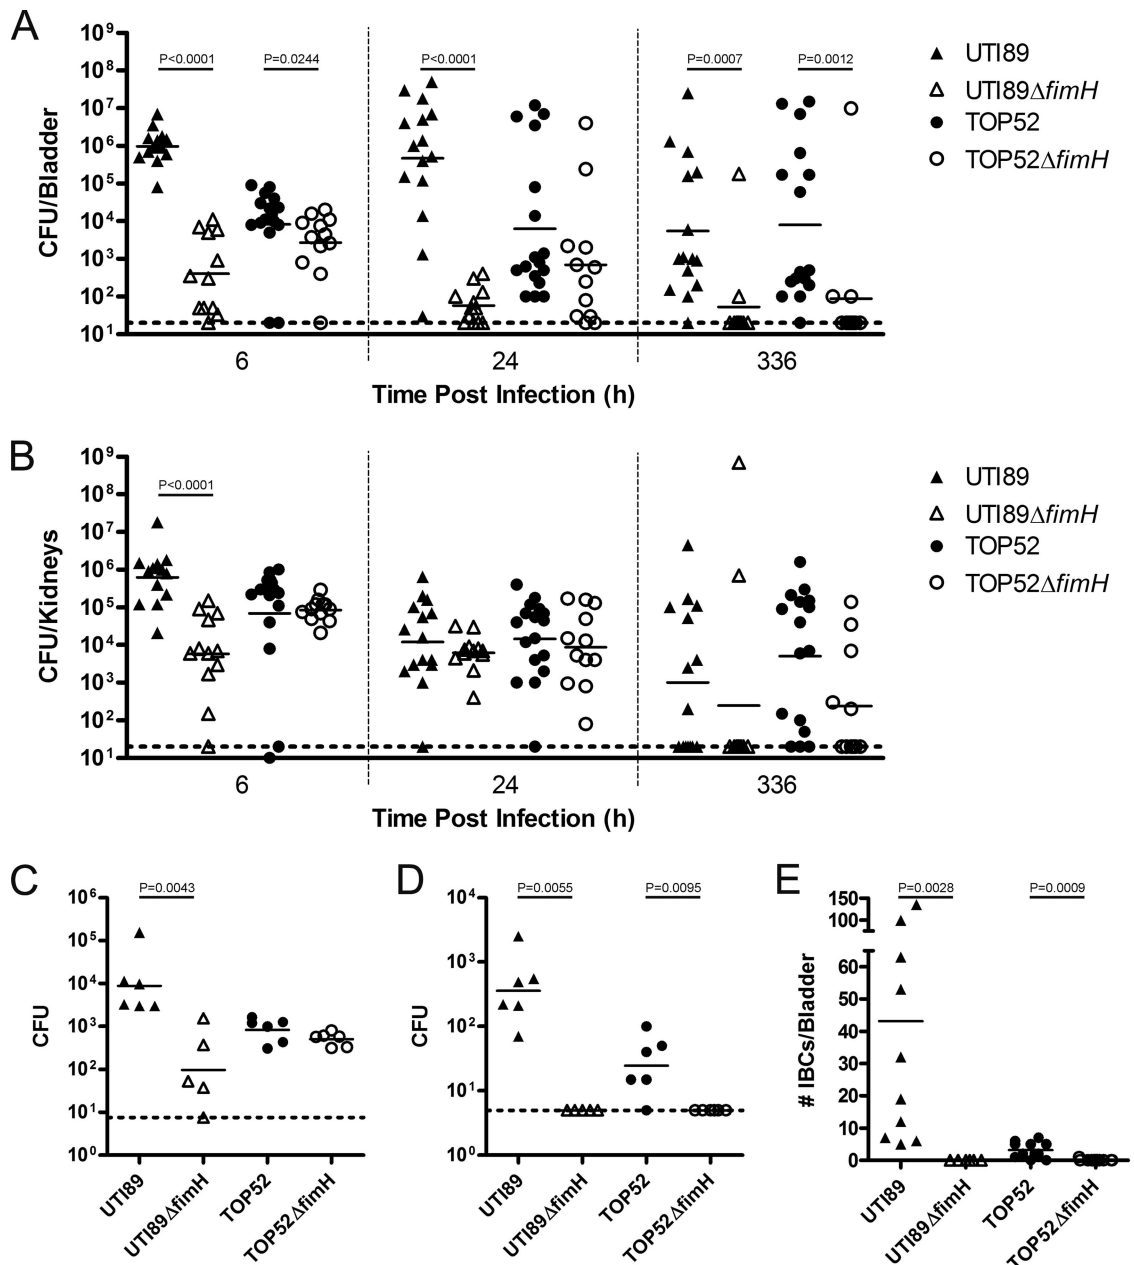 A
CFU/Bladder
10⁹
10⁸
10⁷
10⁶
10⁵
10⁴
10³
10²
10¹
P<0.0001
P=0.0244
P<0.0001
P=0.0007
P=0.0012
UTI89
UTI89ΔfimH
TOP52
TOP52ΔfimH
6
24
336
Time Post Infection (h)
B
CFU/Kidneys
10⁹
10⁸
10⁷
10⁶
10⁵
10⁴
10³
10²
10¹
P<0.0001
UTI89
UTI89ΔfimH
TOP52
TOP52ΔfimH
6
24
336
Time Post Infection (h)
C
CFU
10⁶
10⁵
10⁴
10³
10²
10¹
10⁰
P=0.0043
UTI89
UTI89ΔfimH
TOP52
TOP52ΔfimH
D
CFU
10⁴
10³
10²
10¹
10⁰
P=0.0055
P=0.0095
UTI89
UTI89ΔfimH
TOP52
TOP52ΔfimH
E
# IBCs/Bladder
150
100
60
50
40
30
20
10
0
P=0.0028
P=0.0009
UTI89
UTI89ΔfimH
TOP52
TOP52ΔfimH